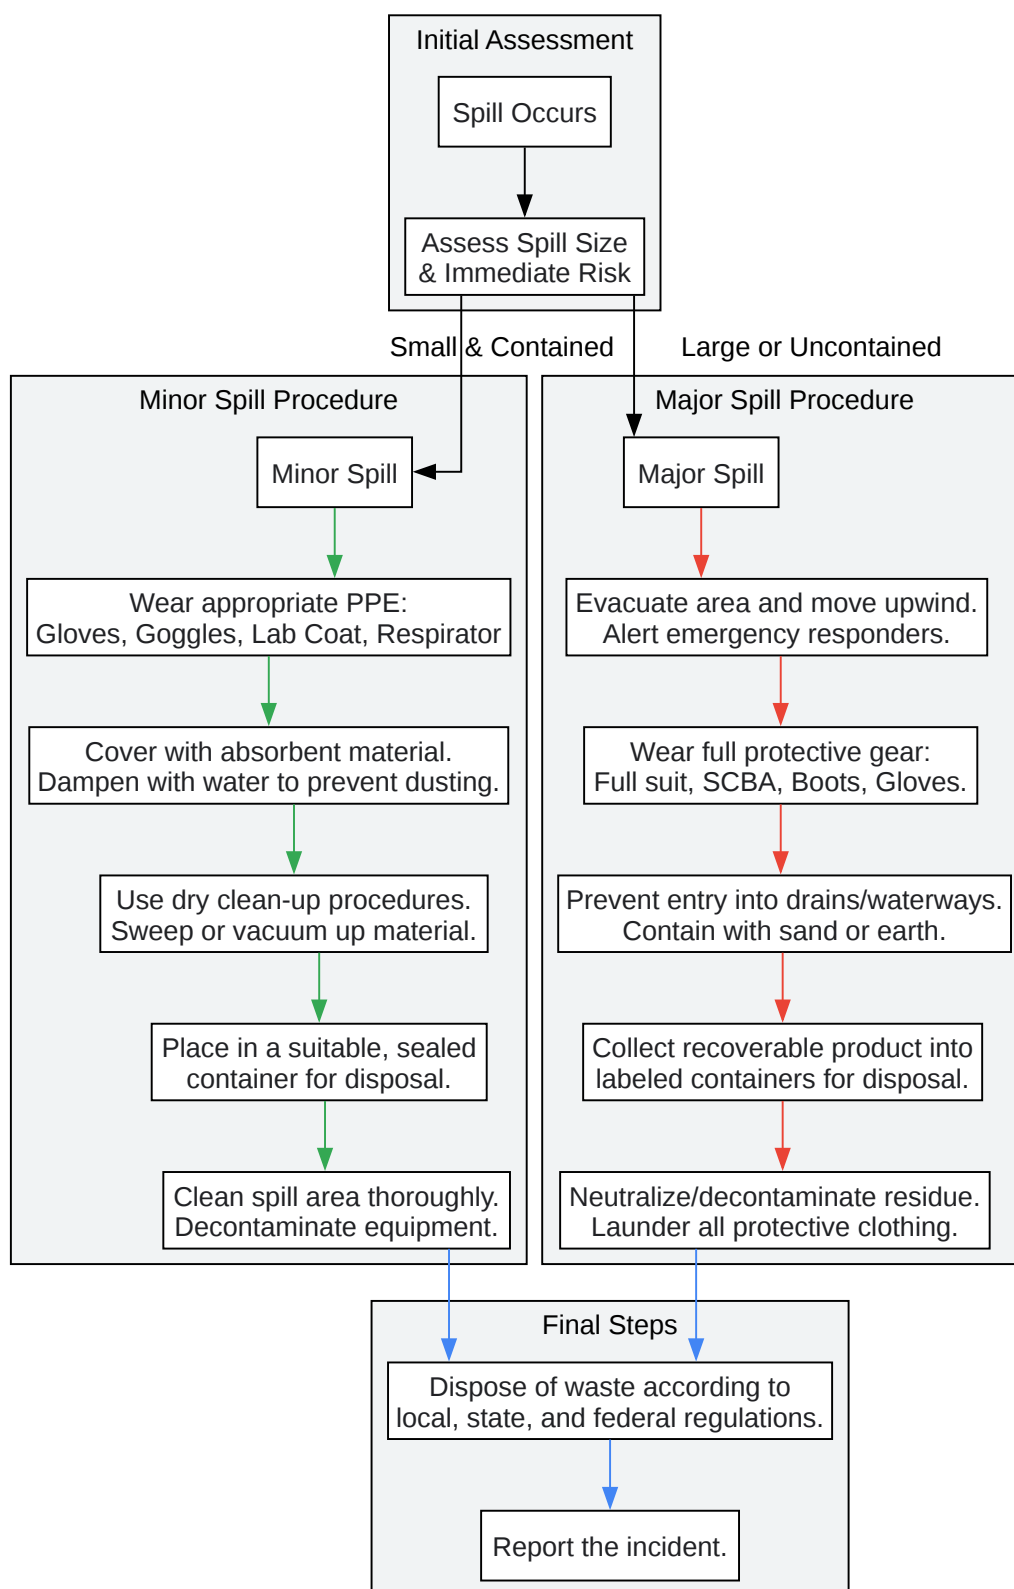 Initial Assessment
Spill Occurs
Assess Spill Size
& Immediate Risk
Small & Contained
Large or Uncontained
Minor Spill Procedure
Minor Spill
Wear appropriate PPE:
Gloves, Goggles, Lab Coat, Respirator
Cover with absorbent material.
Dampen with water to prevent dusting.
Use dry clean-up procedures.
Sweep or vacuum up material.
Place in a suitable, sealed
container for disposal.
Clean spill area thoroughly.
Decontaminate equipment.
Major Spill Procedure
Major Spill
Evacuate area and move upwind.
Alert emergency responders.
Wear full protective gear:
Full suit, SCBA, Boots, Gloves.
Prevent entry into drains/waterways.
Contain with sand or earth.
Collect recoverable product into
labeled containers for disposal.
Neutralize/decontaminate residue.
Launder all protective clothing.
Final Steps
Dispose of waste according to
local, state, and federal regulations.
Report the incident.